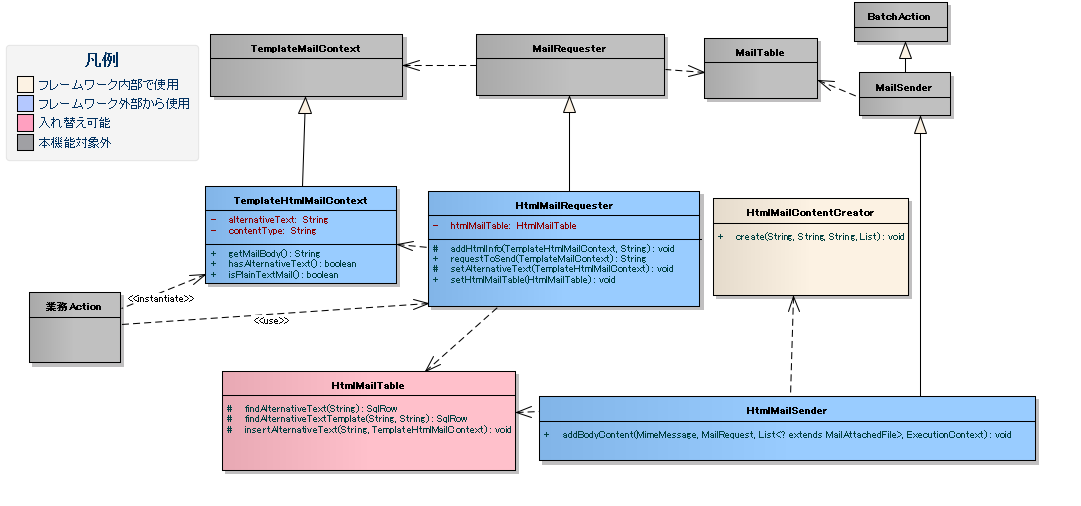 BatchAction
凡例
フレームワーク内部で使用
フレームワーク外部から使用
入れ替え可能
本機能対象外
TemplateMailContext
MailRequester
MailTable
MailSender
TemplateHtmlMailContext
- alternativeText: String
- contentType: String
+ getMailBody() : String
+ hasAlternativeText() : boolean
+ isPlainTextMail() : boolean
HtmlMailRequester
- htmlMailTable: HtmlMailTable
# addHtmlInfo(TemplateHtmlMailContext, String) : void
+ requestToSend(TemplateMailContext) : String
# setAlternativeText(TemplateHtmlMailContext) : void
+ setHtmlMailTable(HtmlMailTable) : void
HtmlMailContentCreator
+ create(String, String, String, List) : void
業務Action
<<instantiate>>
<<use>>
HtmlMailTable
# findAlternativeText(String) : SqlRow
# findAlternativeTextTemplate(String, String) : SqlRow
# insertAlternativeText(String, TemplateHtmlMailContext) : void
HtmlMailSender
+ addBodyContent(MimeMessage, MailRequest, List<? extends MailAttachedFile>, ExecutionContext) : void